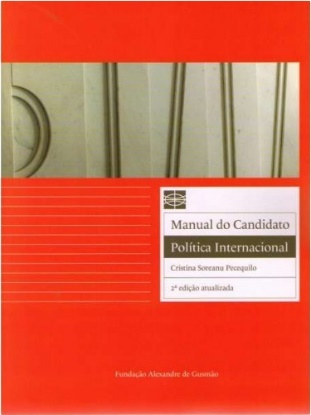 Manual do Candidato
Política Internacional
Cristina Soreanu Pecequilo
2ª edição atualizada
Fundação Alexandre de Gusmão